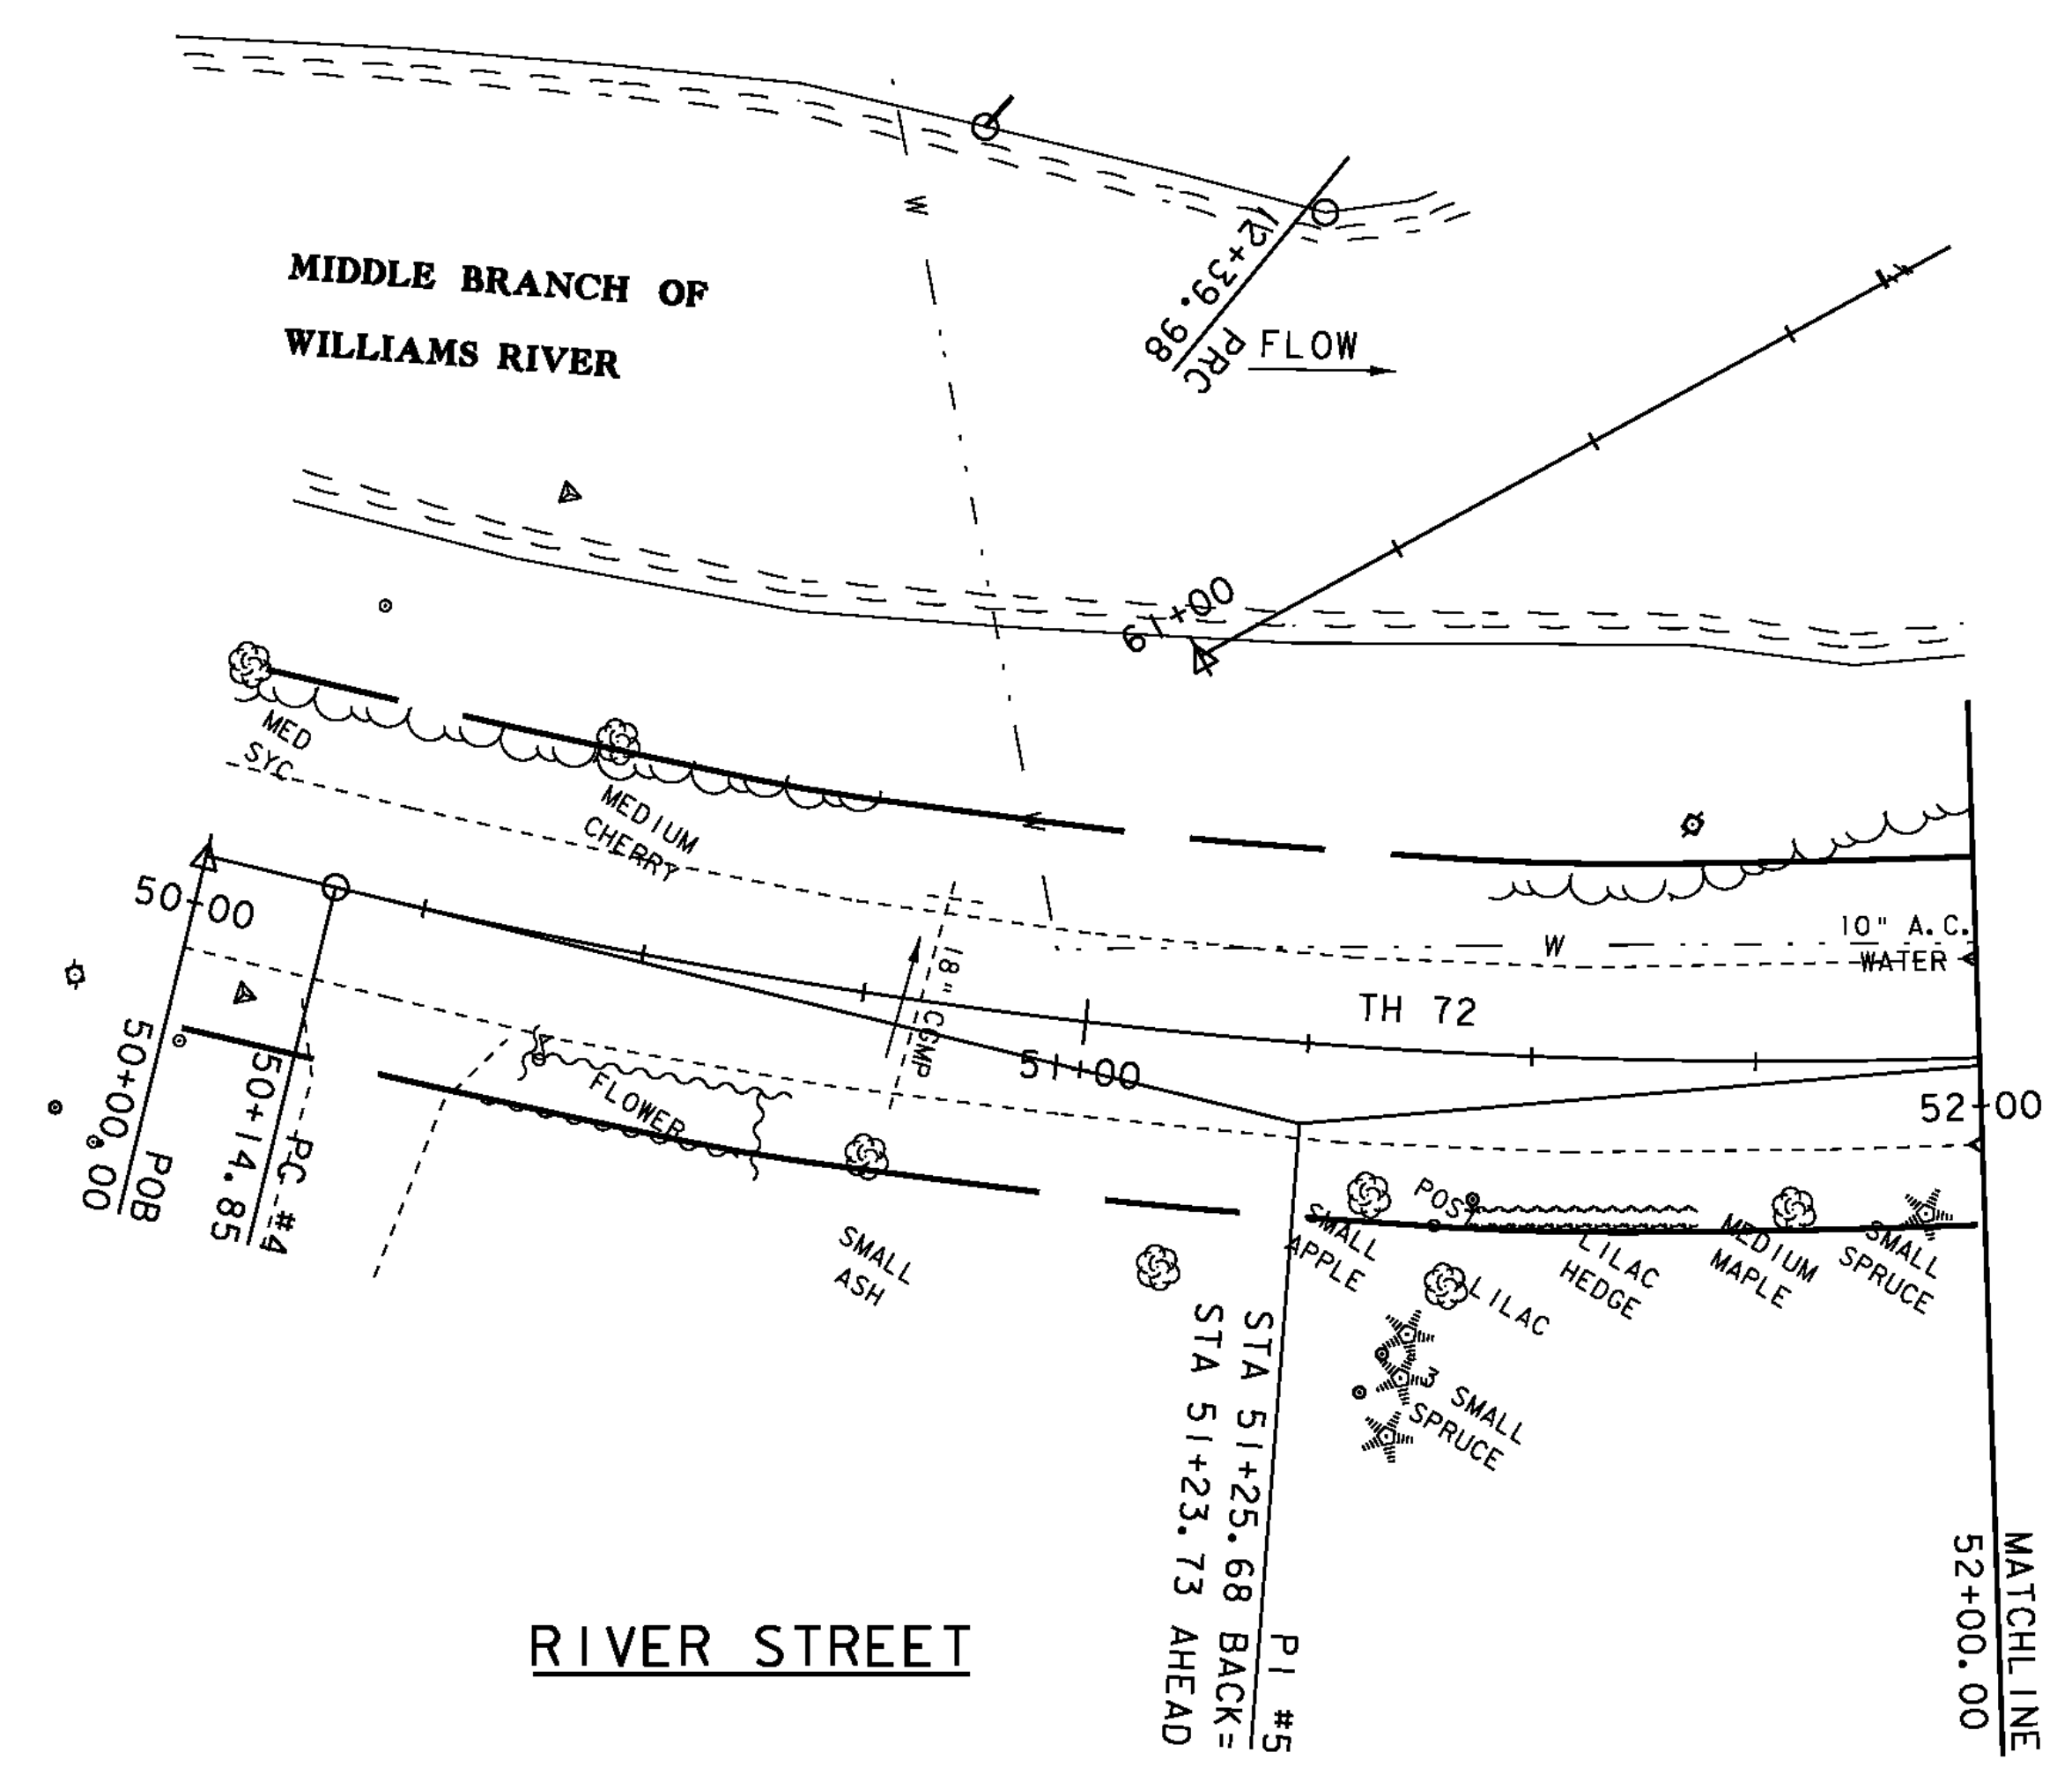 12+39.98
PRC
MIDDLE BRANCH OF
WILLIAMS RIVER
W
FLOW
61+00
MED
SYC
MEDIUM
CHERRY
W
50+00
10" A.C.
WATER
W
TH 72
18" CGMP
51+00
52+00
50+00.00
POB
50+14.85
PC #4
FLOWER
SMALL
ASH
SMALL
APPLE
POST
LILAC
LILAC
HEDGE
MEDIUM
MAPLE
SMALL
SPRUCE
3 SMALL
SPRUCE
PI #5
STA 51+25.68 BACK=
STA 51+23.73 AHEAD
MATCHLINE
52+00.00
RIVER STREET